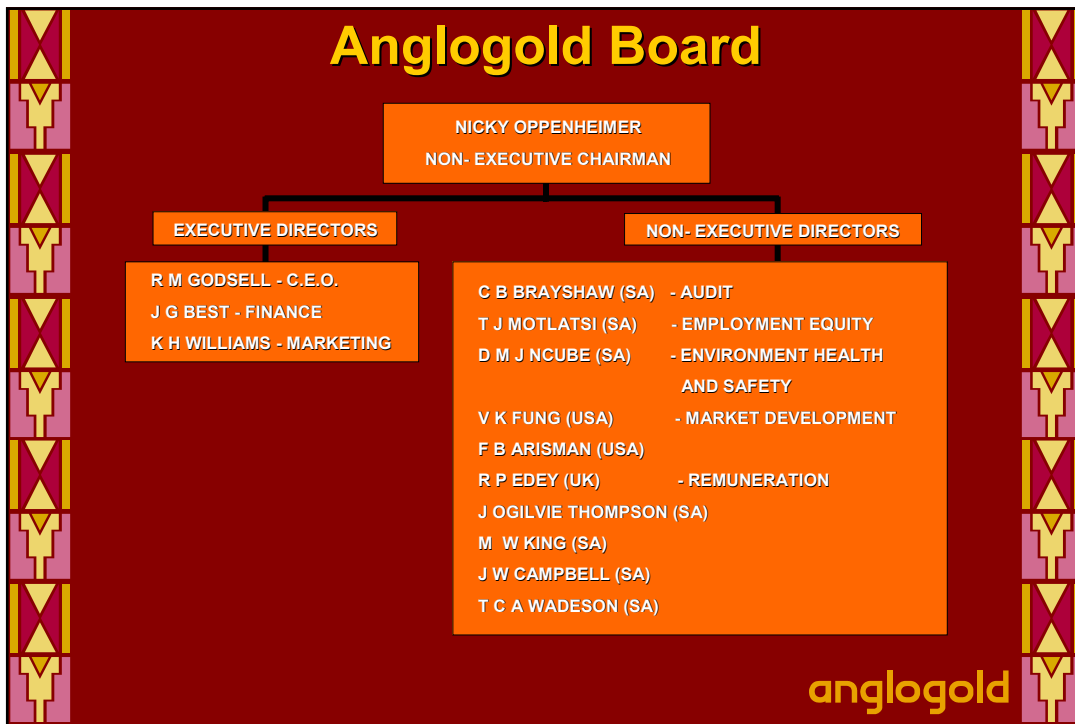 Anglogold Board
NICKY OPPENHEIMER
NON- EXECUTIVE CHAIRMAN
EXECUTIVE DIRECTORS
R M GODSELL - C.E.O.
J G BEST - FINANCE
K H WILLIAMS - MARKETING
NON- EXECUTIVE DIRECTORS
C B BRAYSHAW (SA) - AUDIT
T J MOTLATSI (SA) - EMPLOYMENT EQUITY
D M J NCUBE (SA) - ENVIRONMENT HEALTH
AND SAFETY
V K FUNG (USA) - MARKET DEVELOPMENT
F B ARISMAN (USA)
R P EDEY (UK) - REMUNERATION
J OGILVIE THOMPSON (SA)
M W KING (SA)
J W CAMPBELL (SA)
T C A WADESON (SA)
anglogold